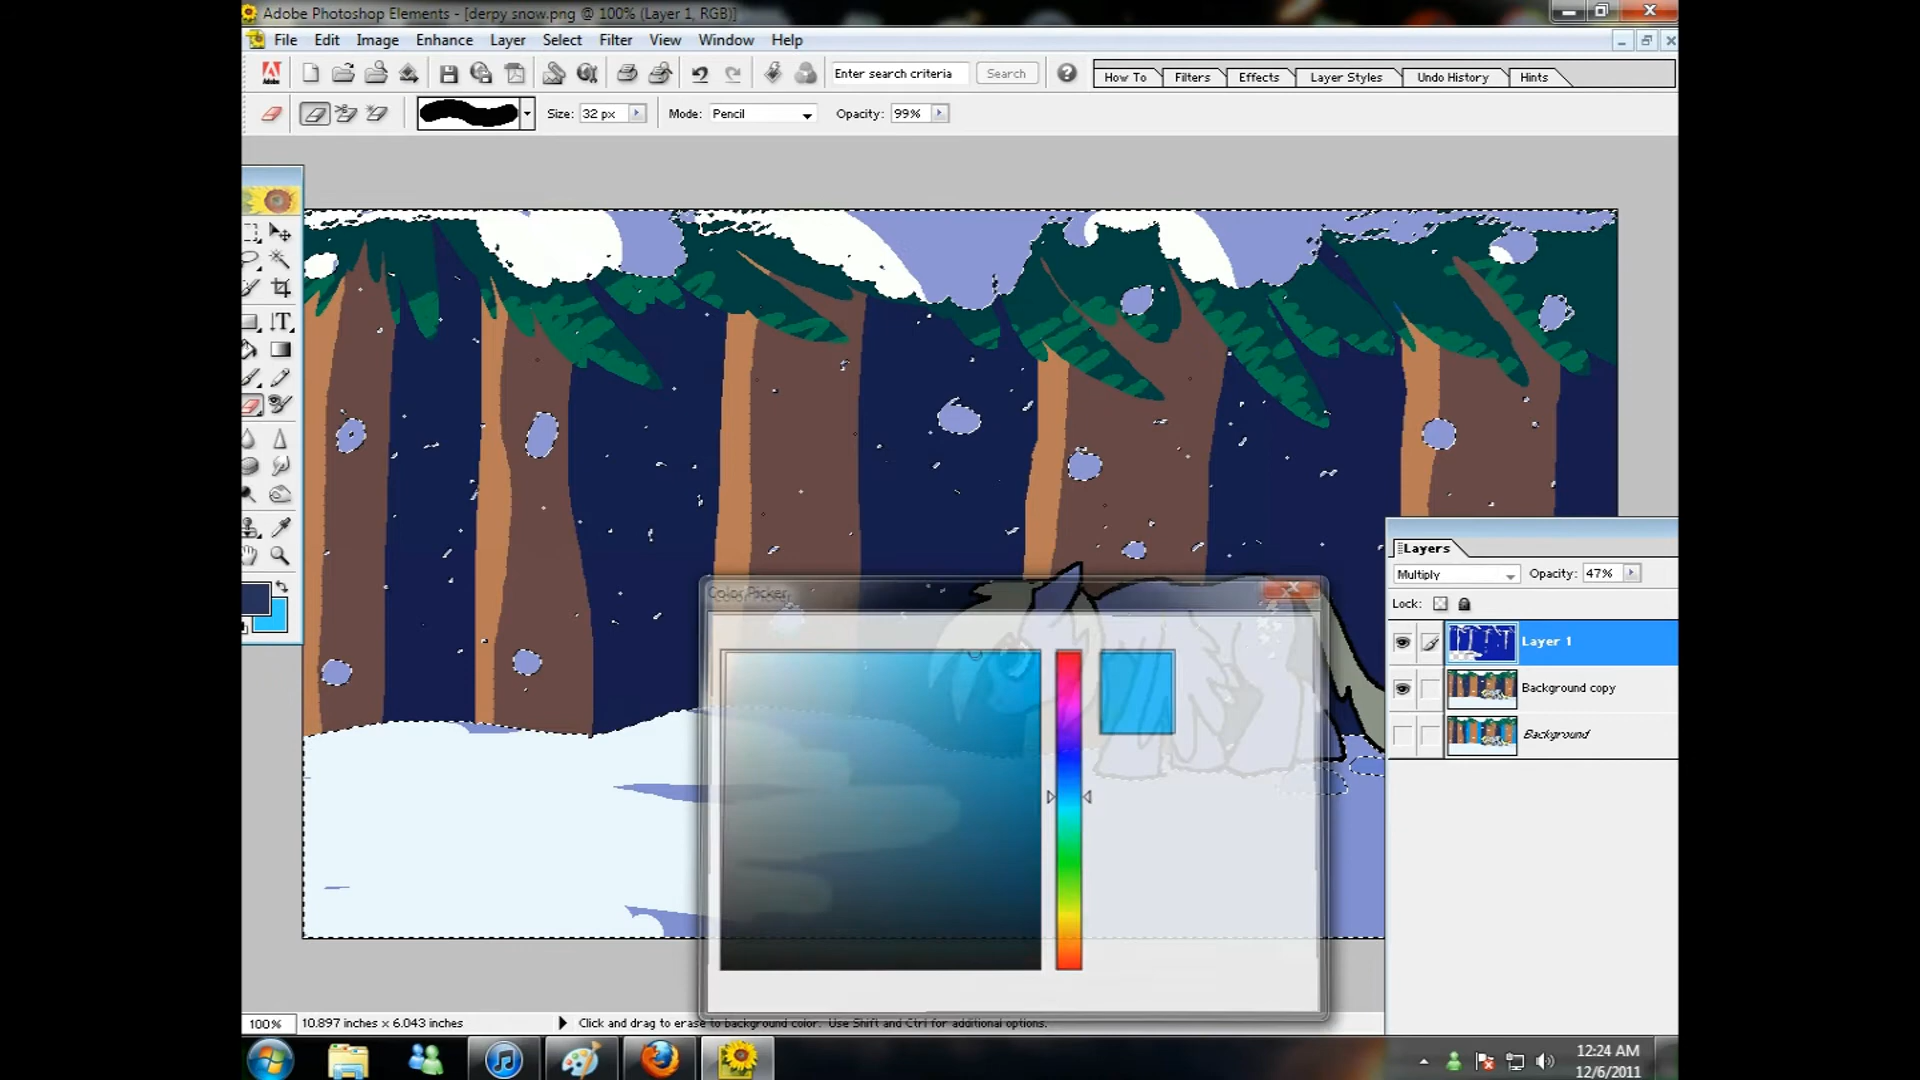 Adobe Photoshop Elements - [derpy snow.png @ 100% (Layer 1, RGB)]
File Edit Image Enhance Layer Select Filter View Window Help
Adobe Enter search criteria Search How To Filters Effects Layer Styles Undo History Hints
Size: 32 px Mode: Pencil Opacity: 99%
Layers
Multiply Opacity: 47%
Lock:
Layer 1
Background copy
Background
Color Picker
100% 10.897 inches x 6.043 inches Click and drag to erase to background color. Use Shift and Ctrl for additional options.
12:24 AM
12/6/2011